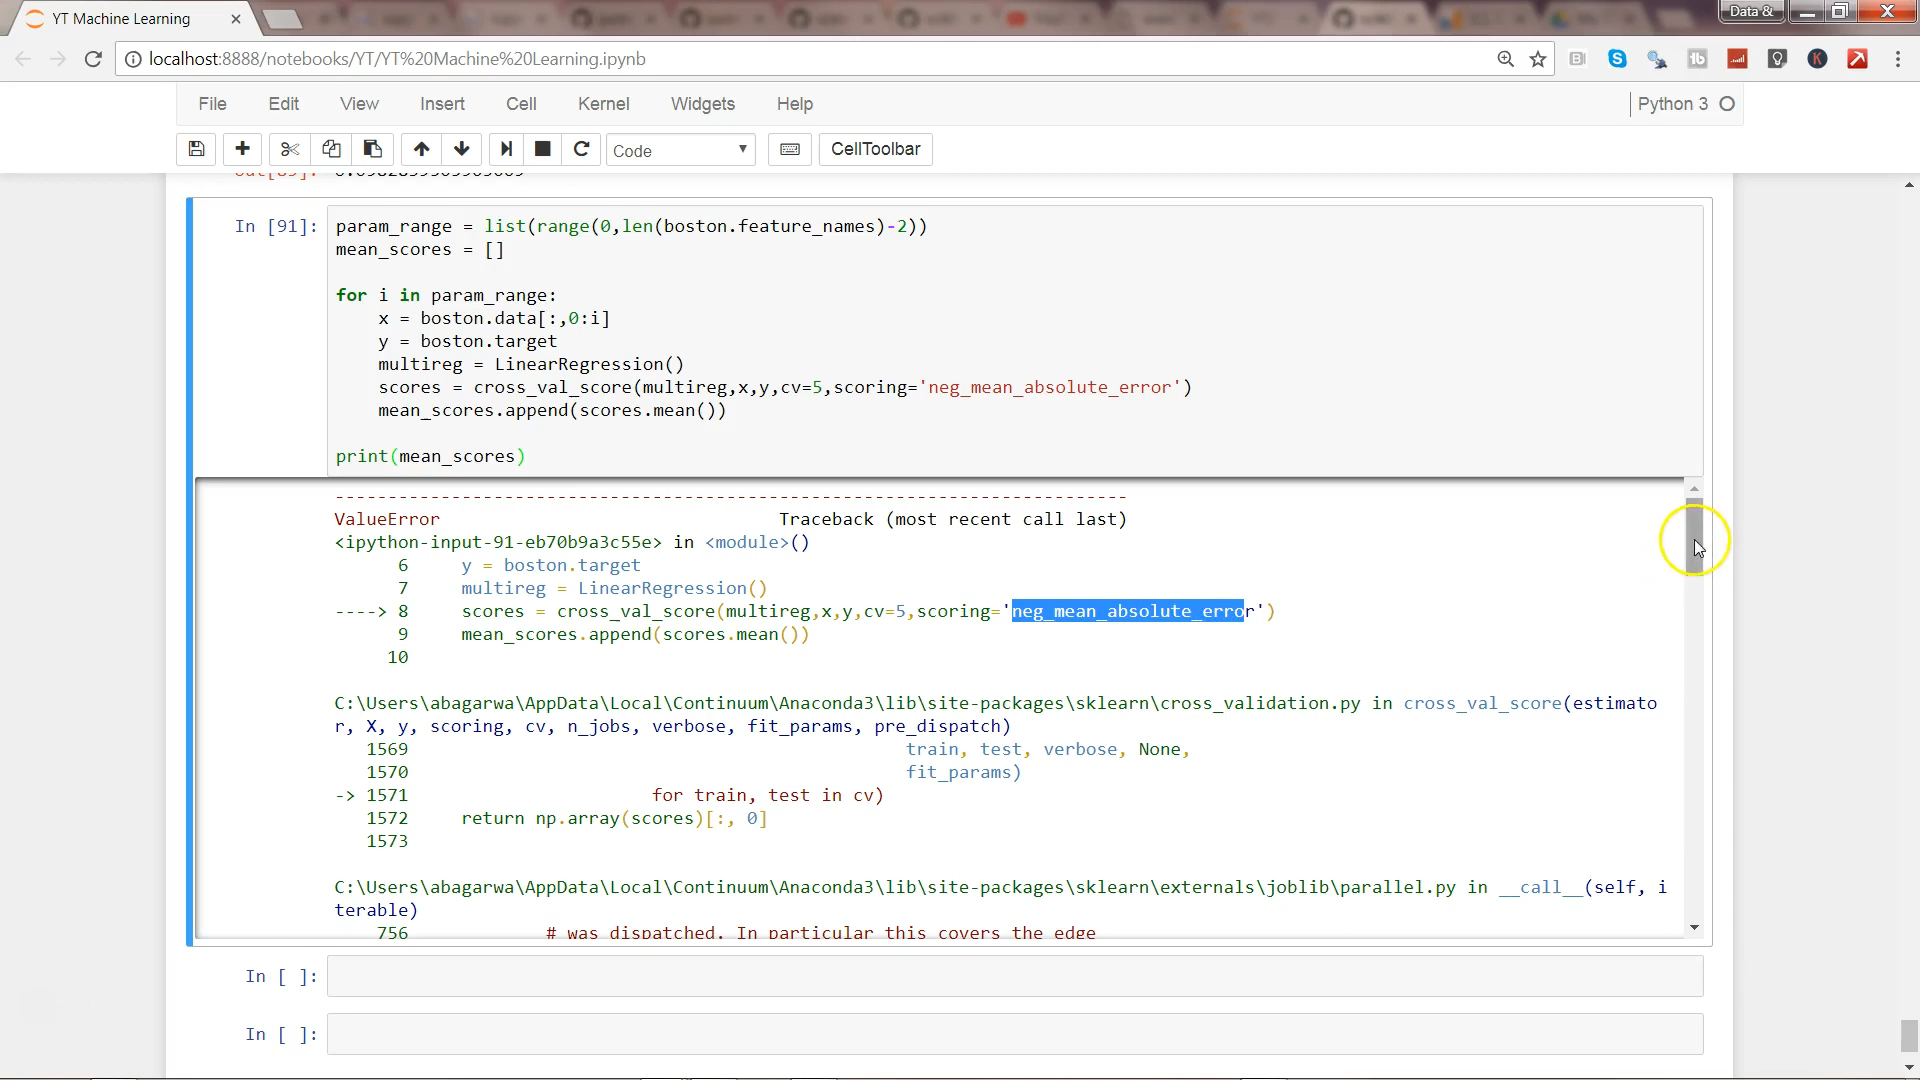 YT Machine Learning
Data &
localhost:8888/notebooks/YT/YT%20Machine%20Learning.ipynb
File Edit View Insert Cell Kernel Widgets Help Python 3
Code CellToolbar
In [91]: param_range = list(range(0,len(boston.feature_names)-2))
mean_scores = []
for i in param_range:
x = boston.data[:,0:i]
y = boston.target
multireg = LinearRegression()
scores = cross_val_score(multireg,x,y,cv=5,scoring='neg_mean_absolute_error')
mean_scores.append(scores.mean())
print(mean_scores)
---------------------------------------------------------------------------
ValueError Traceback (most recent call last)
<ipython-input-91-eb70b9a3c55e> in <module>()
6 y = boston.target
7 multireg = LinearRegression()
----> 8 scores = cross_val_score(multireg,x,y,cv=5,scoring='neg_mean_absolute_error')
9 mean_scores.append(scores.mean())
10
C:\Users\abagarwa\AppData\Local\Continuum\Anaconda3\lib\site-packages\sklearn\cross_validation.py in cross_val_score(estimato
r, X, y, scoring, cv, n_jobs, verbose, fit_params, pre_dispatch)
1569 train, test, verbose, None,
1570 fit_params)
-> 1571 for train, test in cv)
1572 return np.array(scores)[:, 0]
1573
C:\Users\abagarwa\AppData\Local\Continuum\Anaconda3\lib\site-packages\sklearn\externals\joblib\parallel.py in __call__(self, i
terable)
756 # was dispatched. In particular this covers the edge
In [ ]:
In [ ]: